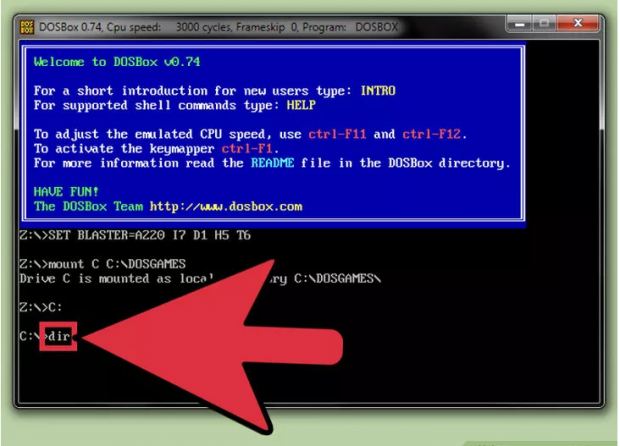 DOSBox 0.74, Cpu speed: 3000 cycles, Frameskip 0, Program: DOSBOX
Welcome to DOSBox v0.74
For a short introduction for new users type: INTRO
For supported shell commands type: HELP
To adjust the emulated CPU speed, use ctrl-F11 and ctrl-F12.
To activate the keymapper ctrl-F1.
For more information read the README file in the DOSBox directory.
HAVE FUN!
The DOSBox Team http://www.dosbox.com
Z:\>SET BLASTER=A220 I7 D1 H5 T6
Z:\>mount C C:\DOSGAMES
Drive C is mounted as ry C:\DOSGAMES\
Z:\>C:
C:\>dir